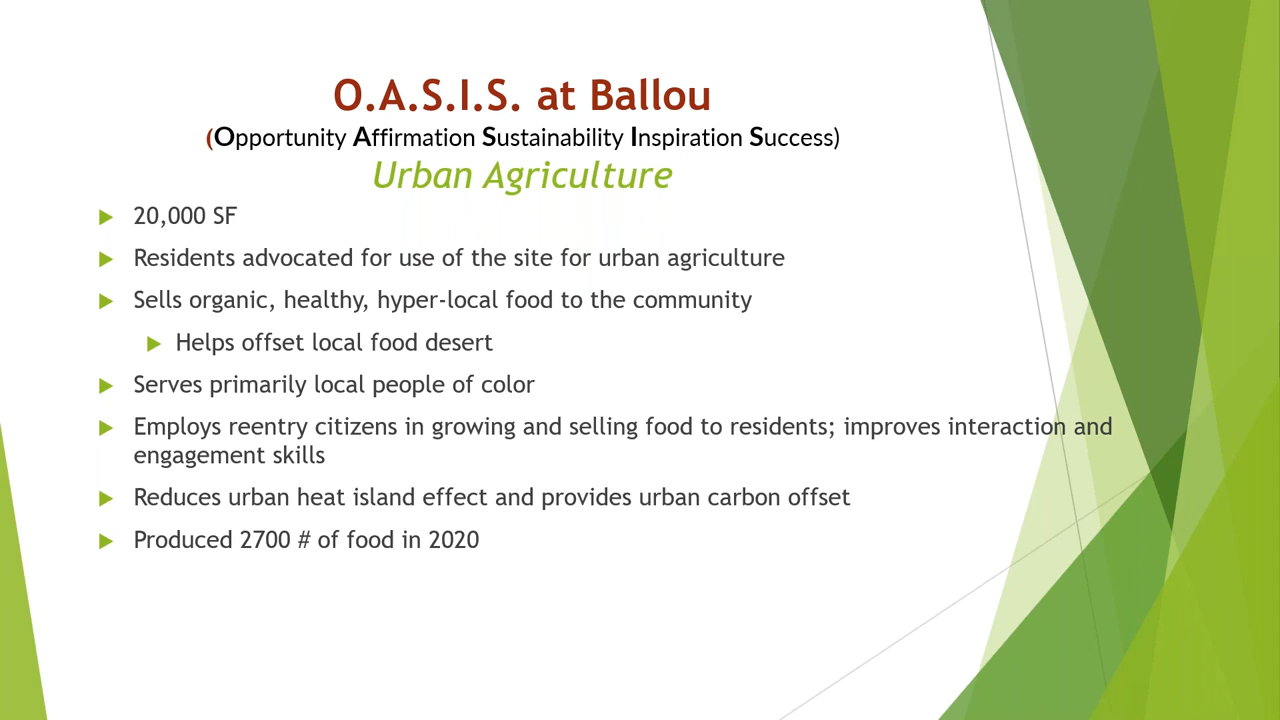 O.A.S.I.S. at Ballou
(Opportunity Affirmation Sustainability Inspiration Success)
Urban Agriculture
20,000 SF
Residents advocated for use of the site for urban agriculture
Sells organic, healthy, hyper-local food to the community
Helps offset local food desert
Serves primarily local people of color
Employs reentry citizens in growing and selling food to residents; improves interaction and
engagement skills
Reduces urban heat island effect and provides urban carbon offset
Produced 2700 # of food in 2020